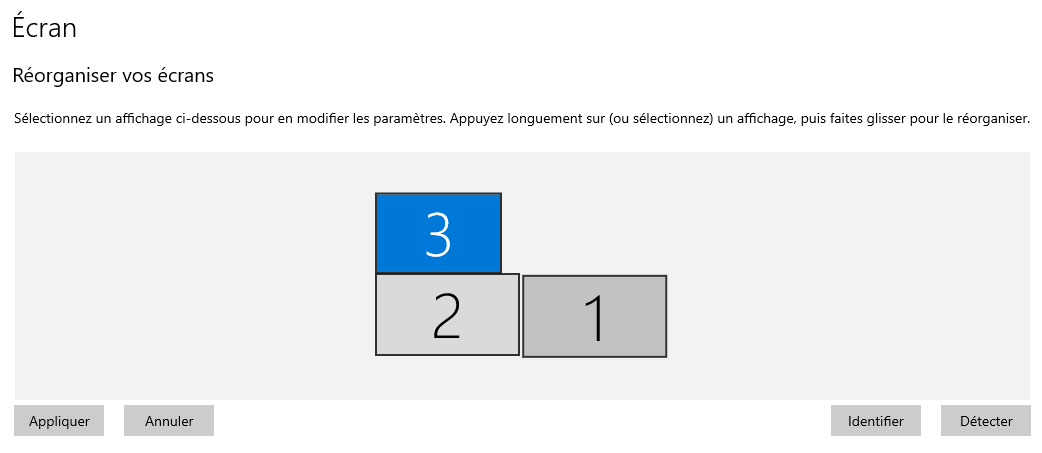 Écran
Réorganiser vos écrans
Sélectionnez un affichage ci-dessous pour en modifier les paramètres. Appuyez longuement sur (ou sélectionnez) un affichage, puis faites glisser pour le réorganiser.
3
2
1
Appliquer
Annuler
Identifier
Détecter